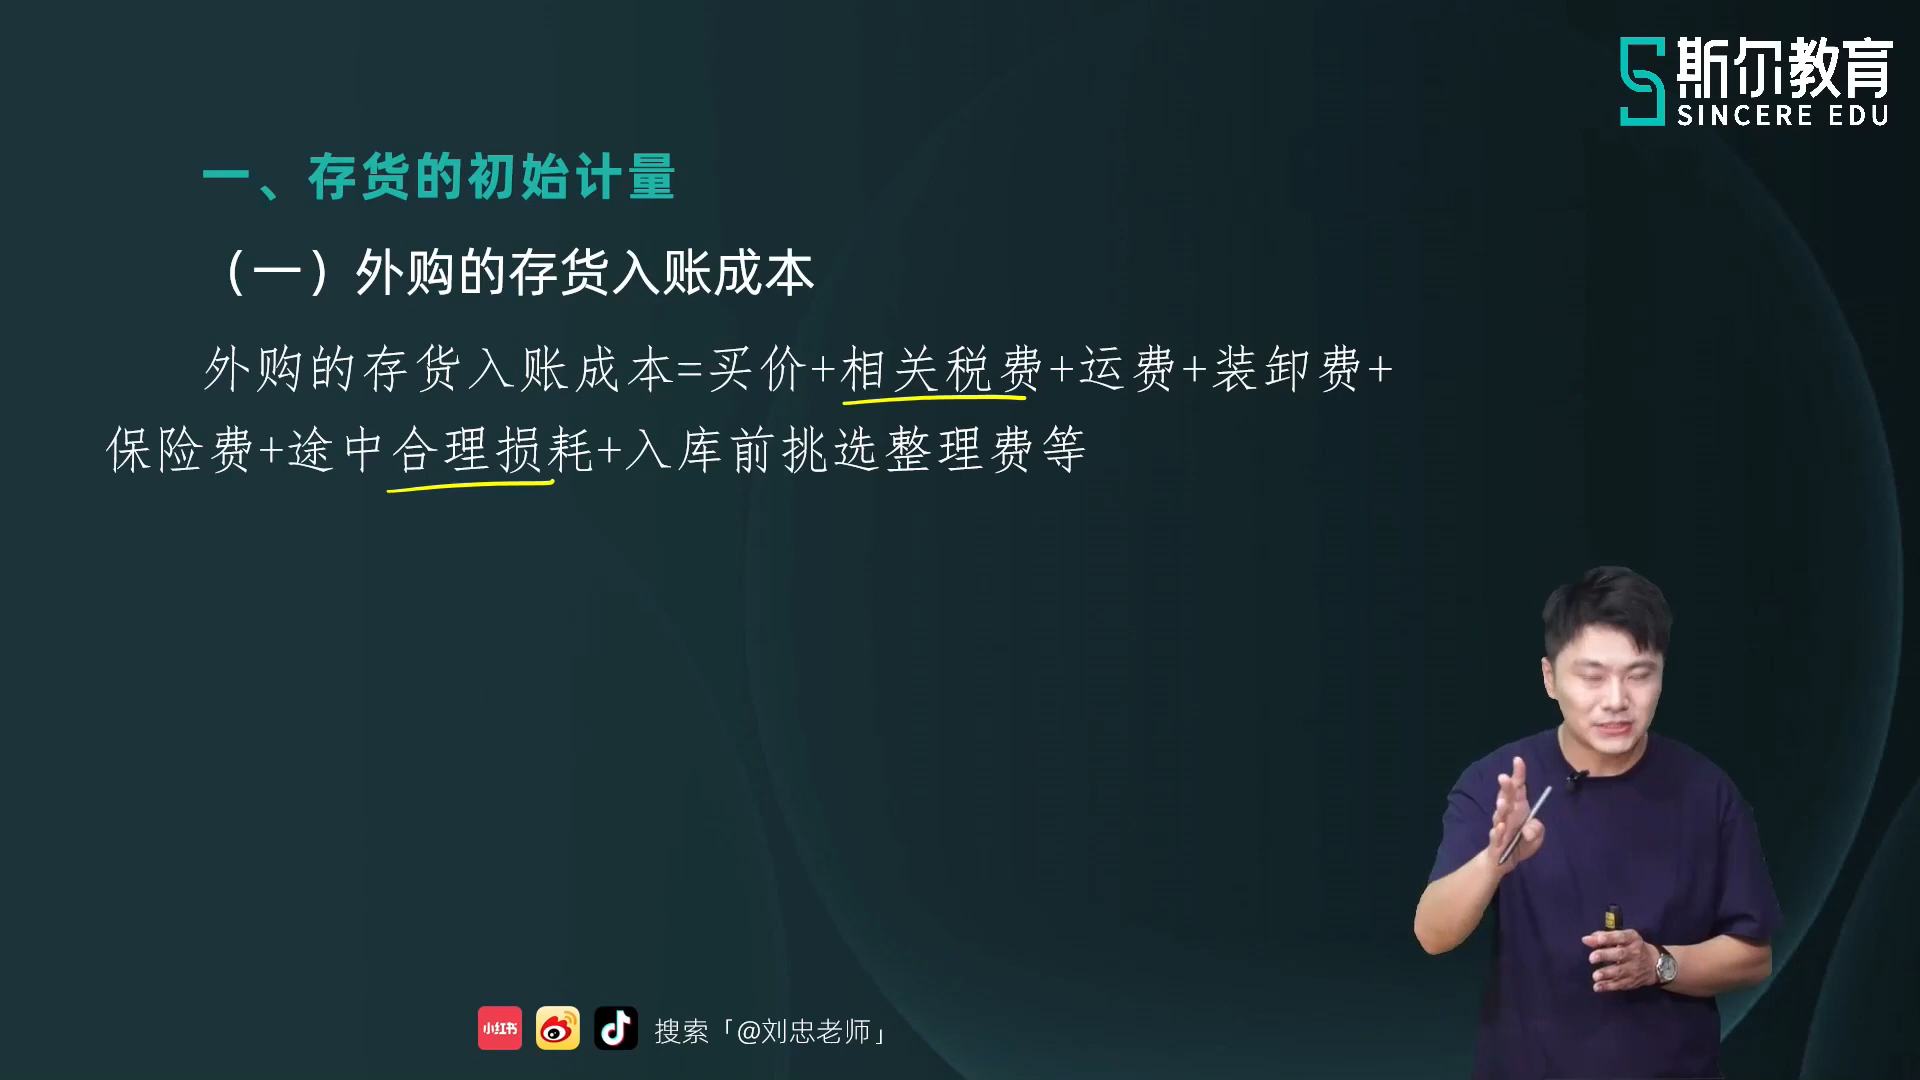 斯尔教育
SINCERE EDU
一、存货的初始计量
（一）外购的存货入账成本
外购的存货入账成本=买价+相关税费+运费+装卸费+
保险费+途中合理损耗+入库前挑选整理费等
小红书
搜索「@刘忠老师」